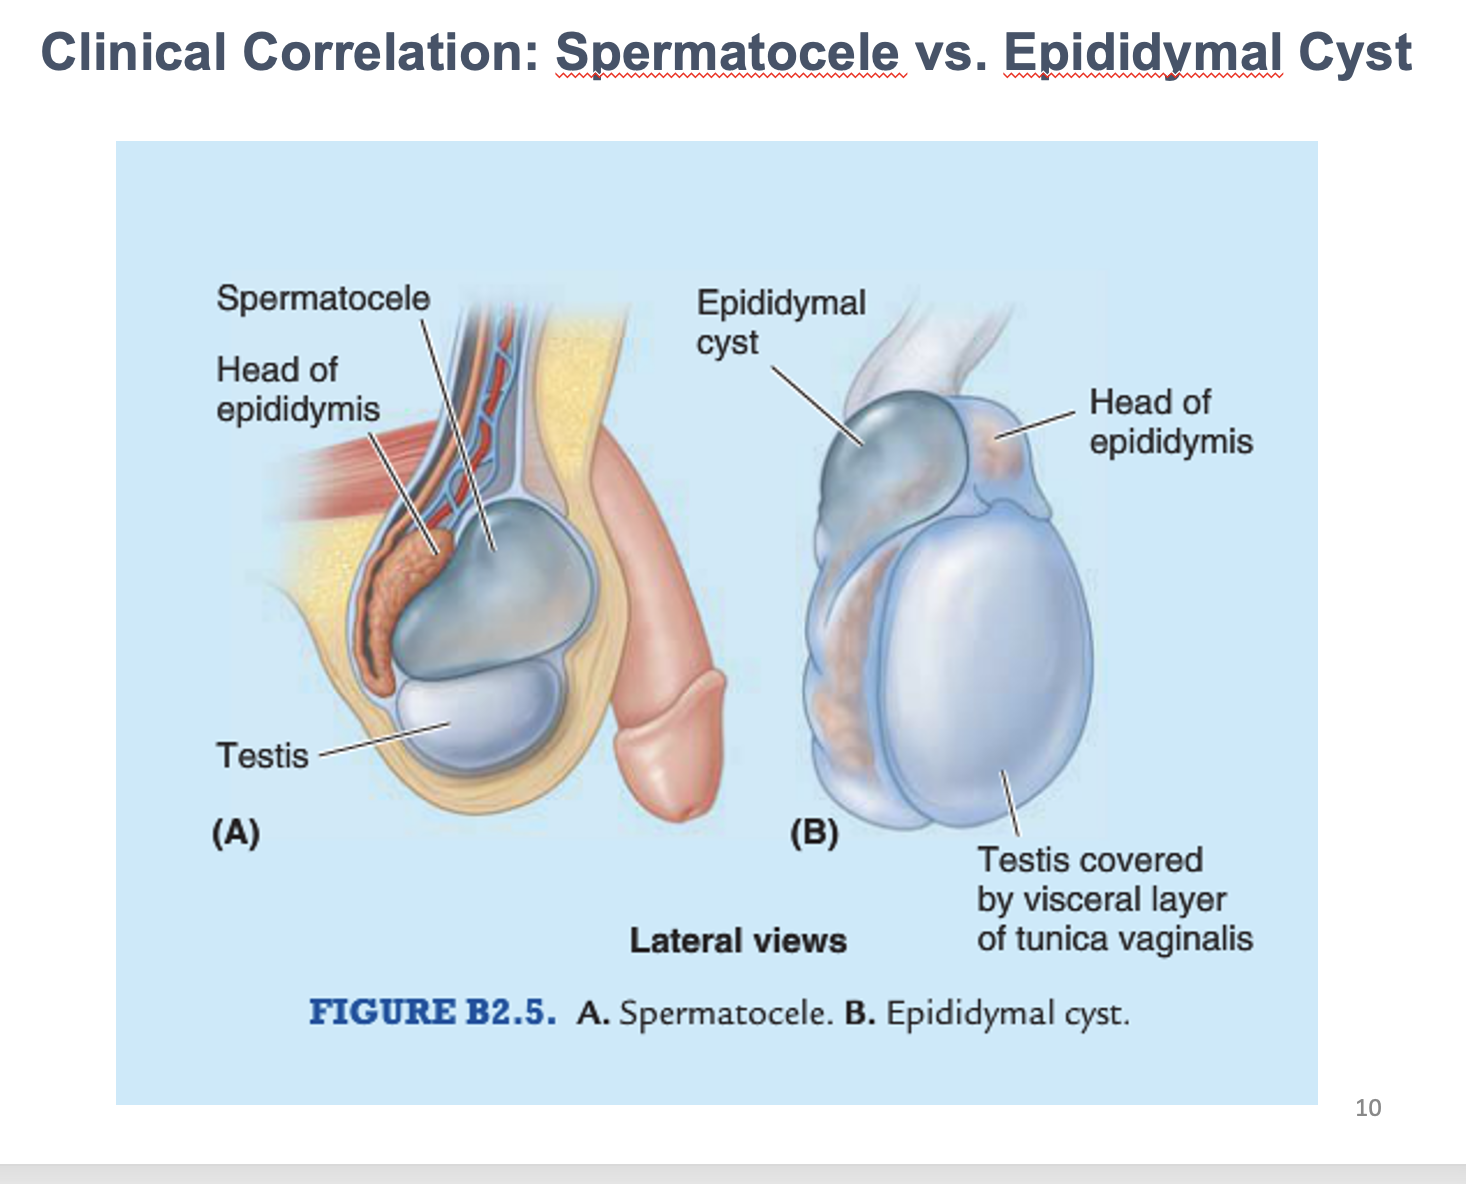 Clinical Correlation: Spermatocele vs. Epididymal Cyst
Spermatocele
Head of
epididymis
Testis
(A)
Epididymal
cyst
Head of
epididymis
(B)
Testis covered
by visceral layer
of tunica vaginalis
Lateral views
FIGURE B2.5. A. Spermatocele. B. Epididymal cyst.
10